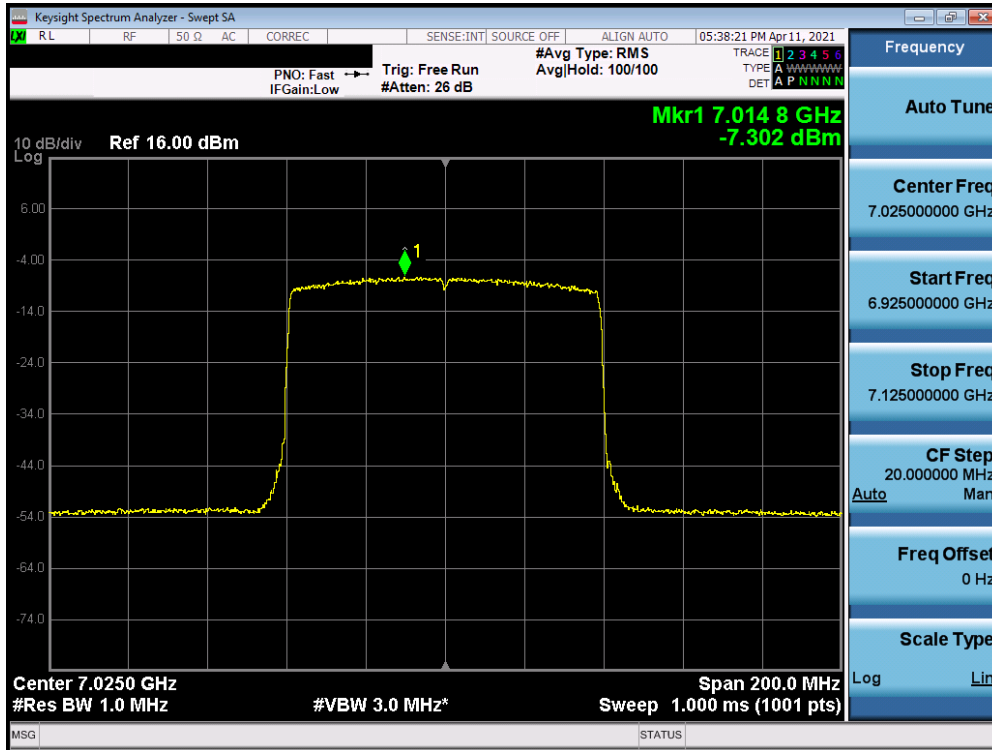 Keysight Spectrum Analyzer - Swept SA
LXI RL RF 50 Ω AC CORREC SENSE:INT SOURCE OFF ALIGN AUTO 05:38:21 PM Apr 11, 2021
PNO: Fast
IFGain:Low
Trig: Free Run
#Atten: 26 dB
#Avg Type: RMS
Avg|Hold: 100/100
TRACE 1 2 3 4 5 6
TYPE A WWWWW
DET A P N N N N
Mkr1 7.014 8 GHz
-7.302 dBm
10 dB/div Ref 16.00 dBm
Log
6.00
-4.00
-14.0
-24.0
-34.0
-44.0
-54.0
-64.0
-74.0
1
Center 7.0250 GHz Span 200.0 MHz
#Res BW 1.0 MHz #VBW 3.0 MHz* Sweep 1.000 ms (1001 pts)
MSG STATUS
Frequency
Auto Tune
Center Freq
7.025000000 GHz
Start Freq
6.925000000 GHz
Stop Freq
7.125000000 GHz
CF Step
20.000000 MHz
Auto Man
Freq Offset
0 Hz
Scale Type
Log Lin